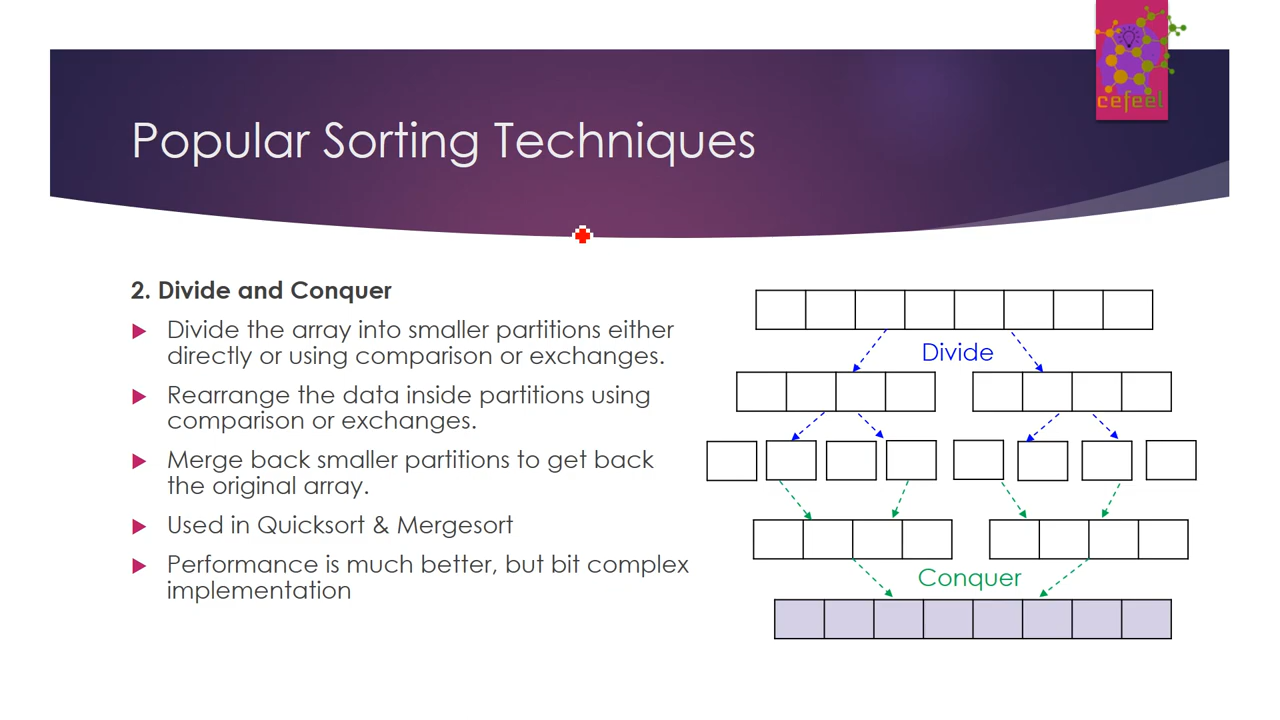 cefeel
Popular Sorting Techniques
2. Divide and Conquer
Divide the array into smaller partitions either
directly or using comparison or exchanges.
Rearrange the data inside partitions using
comparison or exchanges.
Merge back smaller partitions to get back
the original array.
Used in Quicksort & Mergesort
Performance is much better, but bit complex
implementation
Divide
Conquer